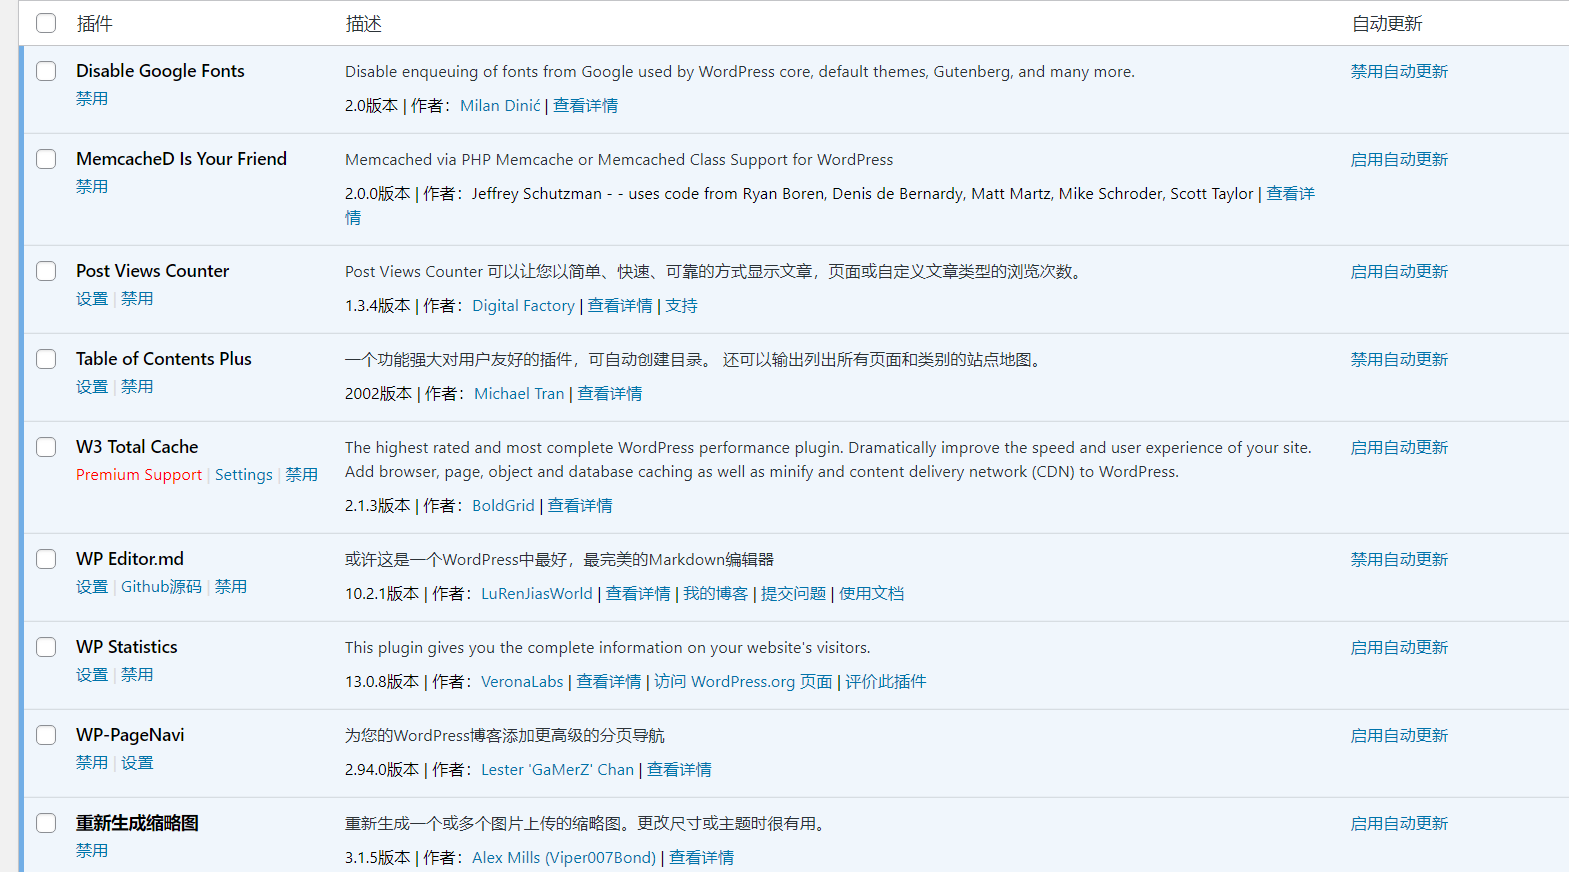 插件 描述 自动更新
Disable Google Fonts Disable enqueuing of fonts from Google used by WordPress core, default themes, Gutenberg, and many more. 禁用自动更新
禁用 2.0版本 | 作者：Milan Dinić | 查看详情
MemcacheD Is Your Friend Memcached via PHP Memcache or Memcached Class Support for WordPress 启用自动更新
禁用 2.0.0版本 | 作者：Jeffrey Schutzman - - uses code from Ryan Boren, Denis de Bernardy, Matt Martz, Mike Schroder, Scott Taylor | 查看详
情
Post Views Counter Post Views Counter 可以让您以简单、快速、可靠的方式显示文章，页面或自定义文章类型的浏览次数。 启用自动更新
设置 | 禁用 1.3.4版本 | 作者：Digital Factory | 查看详情 | 支持
Table of Contents Plus 一个功能强大对用户友好的插件，可自动创建目录。 还可以输出列出所有页面和类别的站点地图。 禁用自动更新
设置 | 禁用 2002版本 | 作者：Michael Tran | 查看详情
W3 Total Cache The highest rated and most complete WordPress performance plugin. Dramatically improve the speed and user experience of your site. 启用自动更新
Premium Support | Settings | 禁用 Add browser, page, object and database caching as well as minify and content delivery network (CDN) to WordPress.
2.1.3版本 | 作者：BoldGrid | 查看详情
WP Editor.md 或许这是一个WordPress中最好，最完美的Markdown编辑器 禁用自动更新
设置 | Github源码 | 禁用 10.2.1版本 | 作者：LuRenJiasWorld | 查看详情 | 我的博客 | 提交问题 | 使用文档
WP Statistics This plugin gives you the complete information on your website's visitors. 启用自动更新
设置 | 禁用 13.0.8版本 | 作者：VeronaLabs | 查看详情 | 访问 WordPress.org 页面 | 评价此插件
WP-PageNavi 为您的WordPress博客添加更高级的分页导航 启用自动更新
禁用 | 设置 2.94.0版本 | 作者：Lester 'GaMerZ' Chan | 查看详情
重新生成缩略图 重新生成一个或多个图片上传的缩略图。更改尺寸或主题时很有用。 启用自动更新
禁用 3.1.5版本 | 作者：Alex Mills (Viper007Bond) | 查看详情